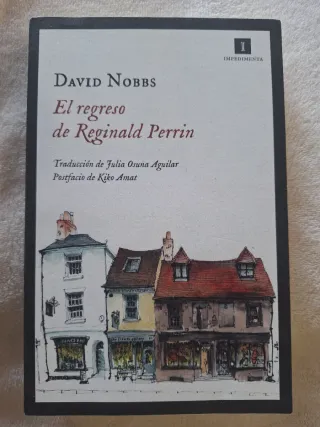 I
IMPEDIMENTA
David Nobbs
El regreso
de Reginald Perrin
Traducción de Julia Osuna Aguilar
Postfacio de Kiko Amat